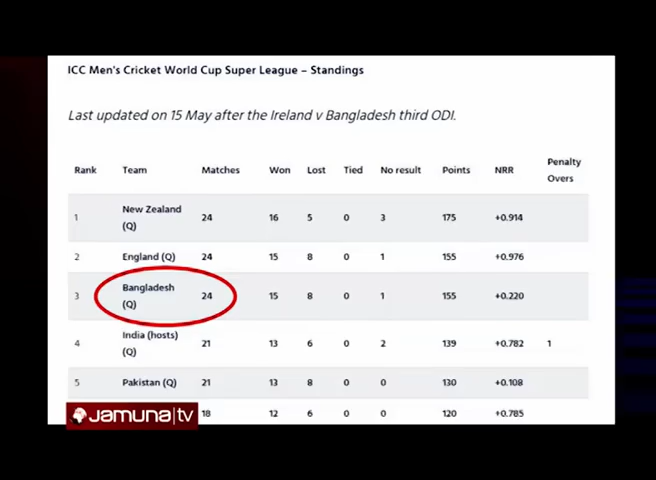 ICC Men's Cricket World Cup Super League – Standings
Last updated on 15 May after the Ireland v Bangladesh third ODI.
Rank Team Matches Won Lost Tied No result Points NRR Penalty Overs
1 New Zealand (Q) 24 16 5 0 3 175 +0.914
2 England (Q) 24 15 8 0 1 155 +0.976
3 Bangladesh (Q) 24 15 8 0 1 155 +0.220
4 India (hosts) (Q) 21 13 6 0 2 139 +0.782 1
5 Pakistan (Q) 21 13 8 0 0 130 +0.108
18 12 6 0 0 120 +0.785
Jamuna|tv